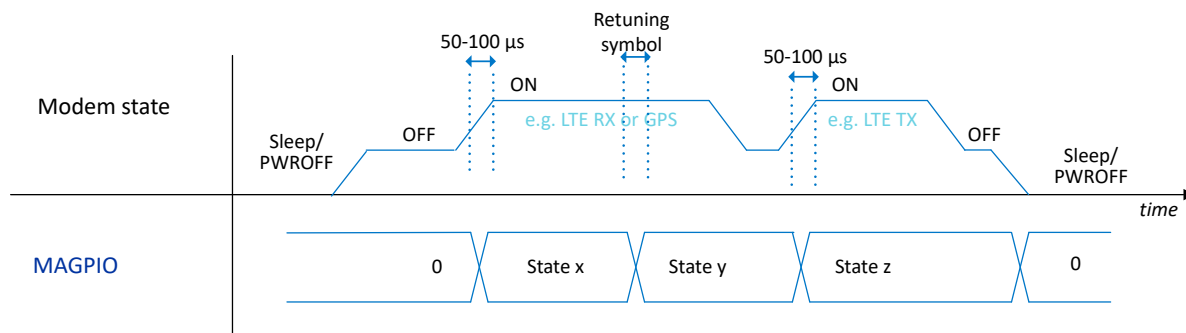 Retuning
symbol
50-100 µs
50-100 µs
ON
ON
Modem state
e.g. LTE RX or GPS
e.g. LTE TX
OFF
OFF
Sleep/
PWROFF
Sleep/
PWROFF
time
MAGPIO
0
State x
State y
State z
0